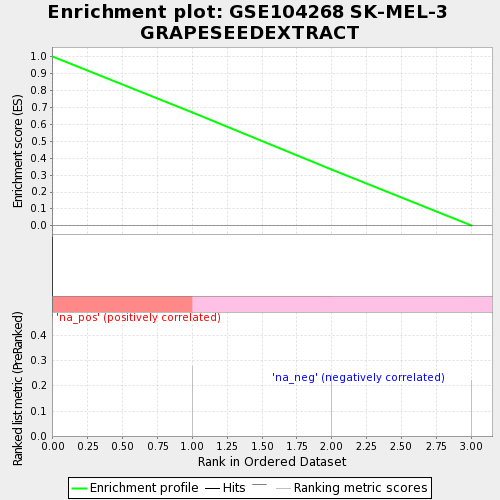 Enrichment plot: GSE104268 SK-MEL-3
GRAPESEEDEXTRACT
Enrichment score (ES)
1.0
0.9
0.8
0.7
0.6
0.5
0.4
0.3
0.2
0.1
0.0
'na_pos' (positively correlated)
'na_neg' (negatively correlated)
Ranked list metric (PreRanked)
0.4
0.3
0.2
0.1
0.0
0.00 0.25 0.50 0.75 1.00 1.25 1.50 1.75 2.00 2.25 2.50 2.75 3.00
Rank in Ordered Dataset
Enrichment profile Hits Ranking metric scores